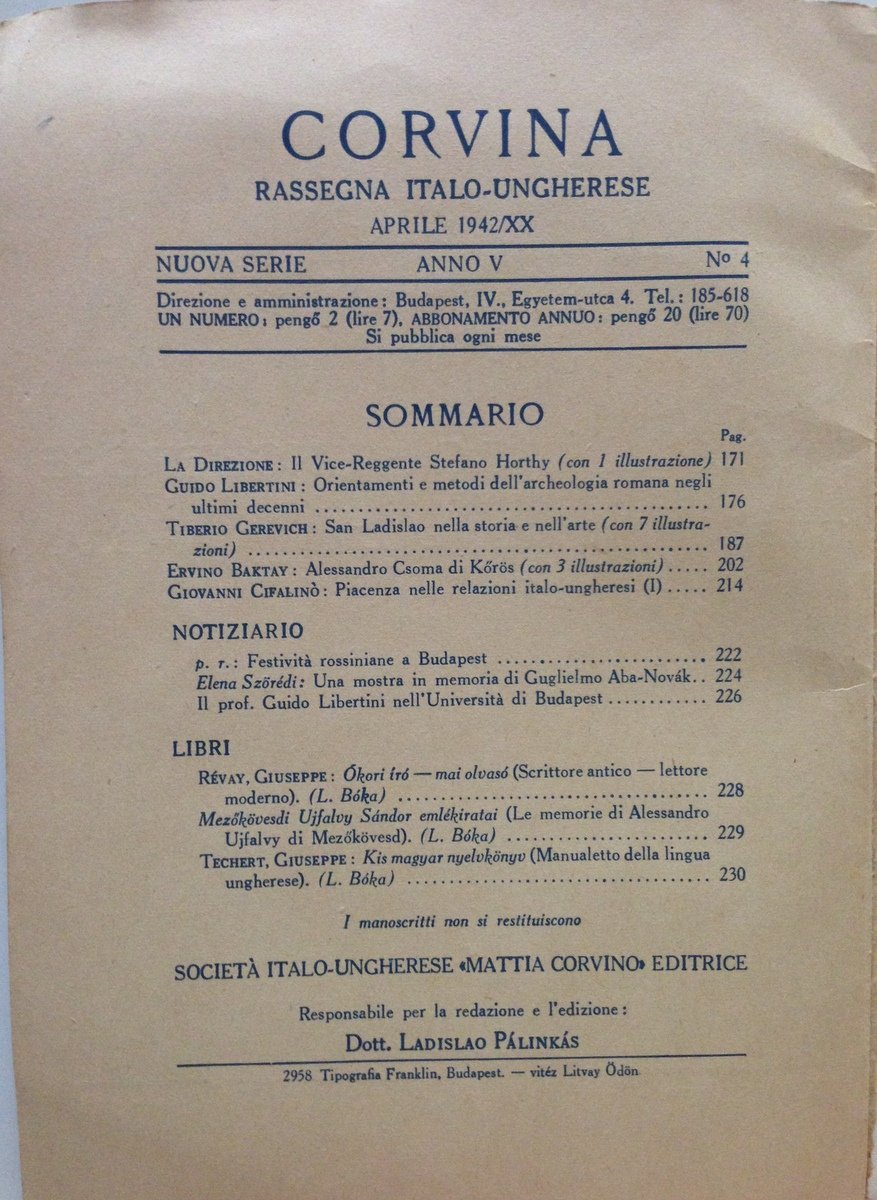 CORVINA
RASSEGNA ITALO-UNGHERESE
APRILE 1942/XX
NUOVA SERIE ANNO V Nº 4
Direzione e amministrazione: Budapest, IV., Egyetem-utca 4. Tel.: 185-618
UN NUMERO: pengő 2 (lire 7), ABBONAMENTO ANNUO: pengő 20 (lire 70)
Si pubblica ogni mese
SOMMARIO
Pag.
LA DIREZIONE: Il Vice-Reggente Stefano Horthy (con 1 illustrazione) 171
GUIDO LIBERTINI: Orientamenti e metodi dell'archeologia romana negli
ultimi decenni ........................................ 176
TIBERIO GEREVICH: San Ladislao nella storia e nell'arte (con 7 illustra-
zioni) ........................................ 187
ERVINO BAKTAY: Alessandro Csoma di Kőrös (con 3 illustrazioni) ..... 202
GIOVANNI CIFALINÒ: Piacenza nelle relazioni italo-ungheresi (I) ..... 214
NOTIZIARIO
p. r.: Festività rossiniane a Budapest ........................ 222
Elena Szörédi: Una mostra in memoria di Guglielmo Aba-Novák.. 224
Il prof. Guido Libertini nell'Università di Budapest ............ 226
LIBRI
RÉVAY, GIUSEPPE: Ókori író — mai olvasó (Scrittore antico — lettore
moderno). (L. Bóka) ................................... 228
Mezőkövesdi Ujfalvy Sándor emlékiratai (Le memorie di Alessandro
Ujfalvy di Mezőkövesd). (L. Bóka) ........................ 229
TECHERT, GIUSEPPE: Kis magyar nyelvkönyv (Manualetto della lingua
ungherese). (L. Bóka) ................................... 230
I manoscritti non si restituiscono
SOCIETÀ ITALO-UNGHERESE «MATTIA CORVINO» EDITRICE
Responsabile per la redazione e l'edizione:
Dott. LADISLAO PÁLINKÁS
2958 Tipografia Franklin, Budapest. — vitéz Litvay Ödön